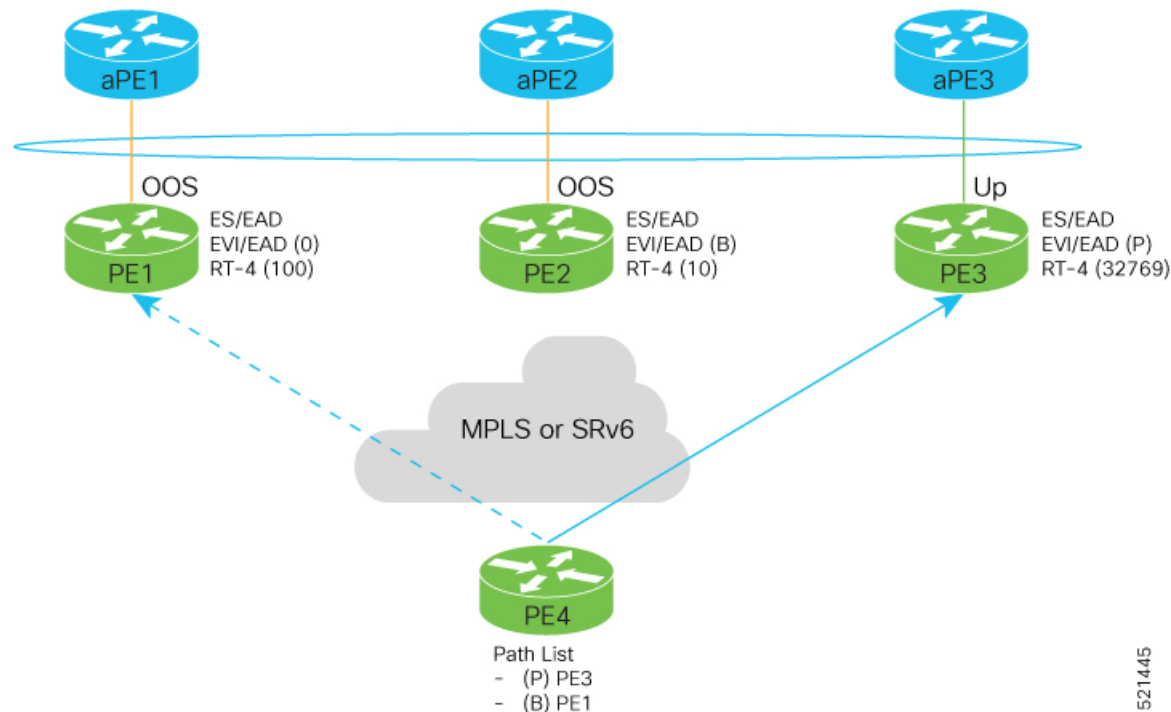 aPE1
aPE2
aPE3
OOS
OOS
Up
ES/EAD
EVI/EAD (0)
RT-4 (100)
ES/EAD
EVI/EAD (B)
RT-4 (10)
ES/EAD
EVI/EAD (P)
RT-4 (32769)
PE1
PE2
PE3
MPLS or SRv6
PE4
Path List
- (P) PE3
- (B) PE1
521445